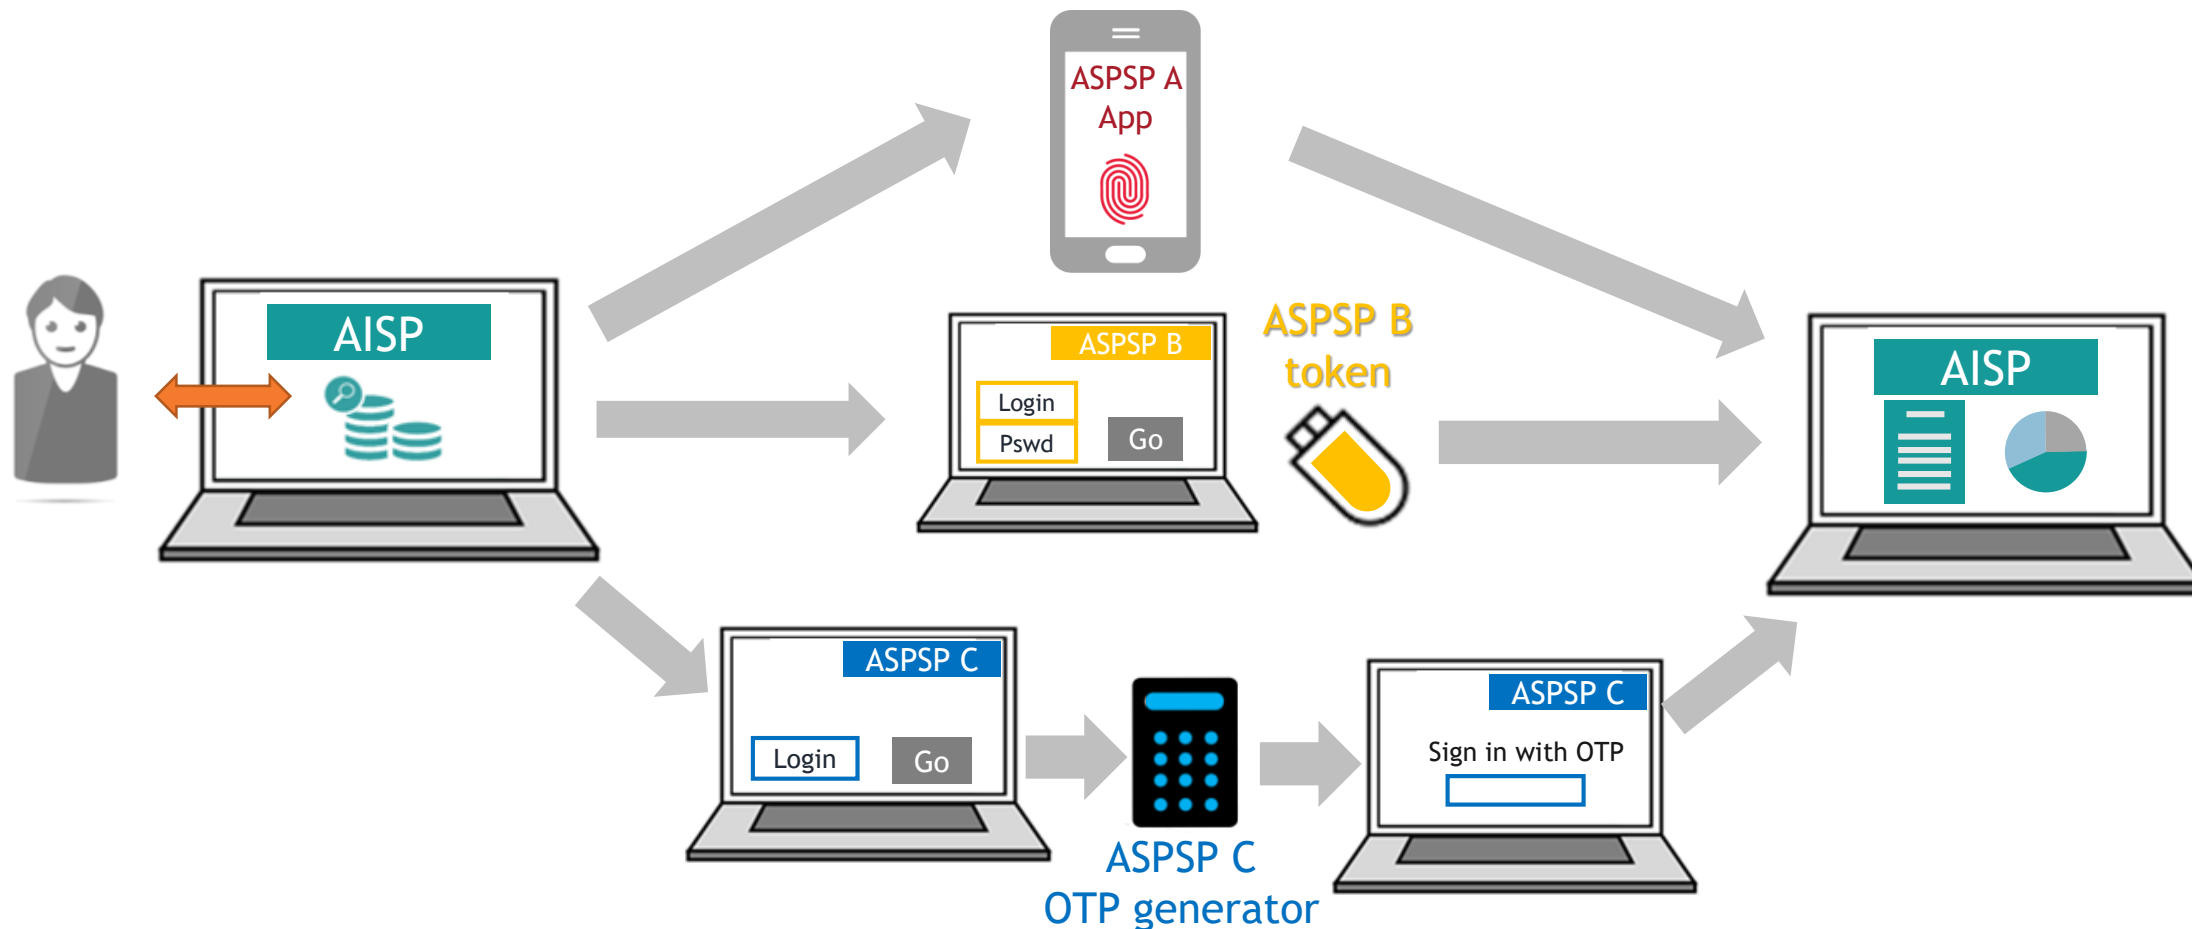 ASPSP A
App
AISP
ASPSP B
Login
Pswd
Go
ASPSP B
token
AISP
ASPSP C
Login
Go
ASPSP C
OTP generator
ASPSP C
Sign in with OTP